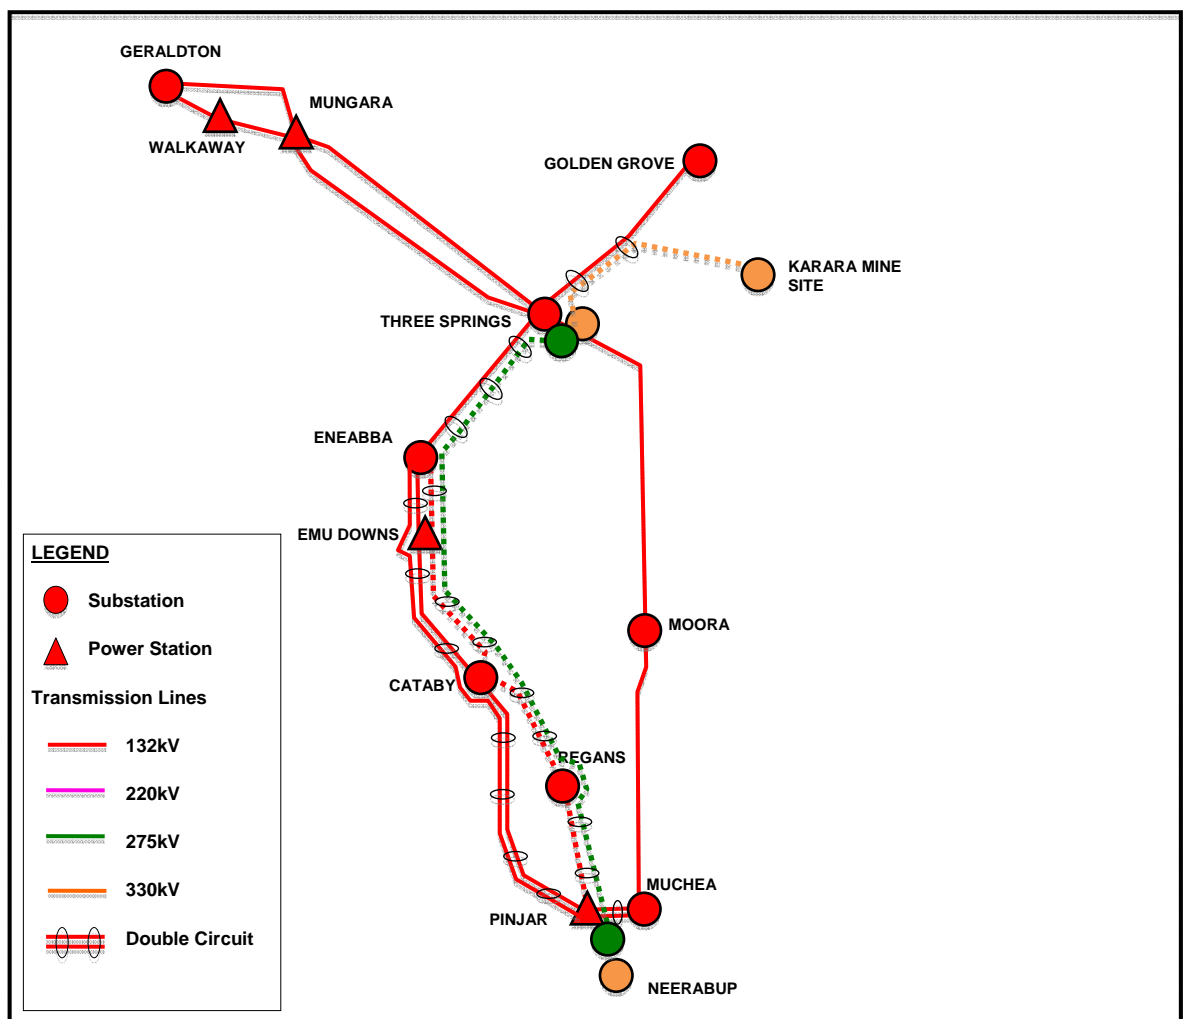 GERALDTON
MUNGARA
WALKAWAY
GOLDEN GROVE
KARARA MINE
SITE
THREE SPRINGS
ENEABBA
EMU DOWNS
MOORA
CATABY
REGANS
MUCHEA
PINJAR
NEERABUP
LEGEND
Substation
Power Station
Transmission Lines
132kV
220kV
275kV
330kV
Double Circuit